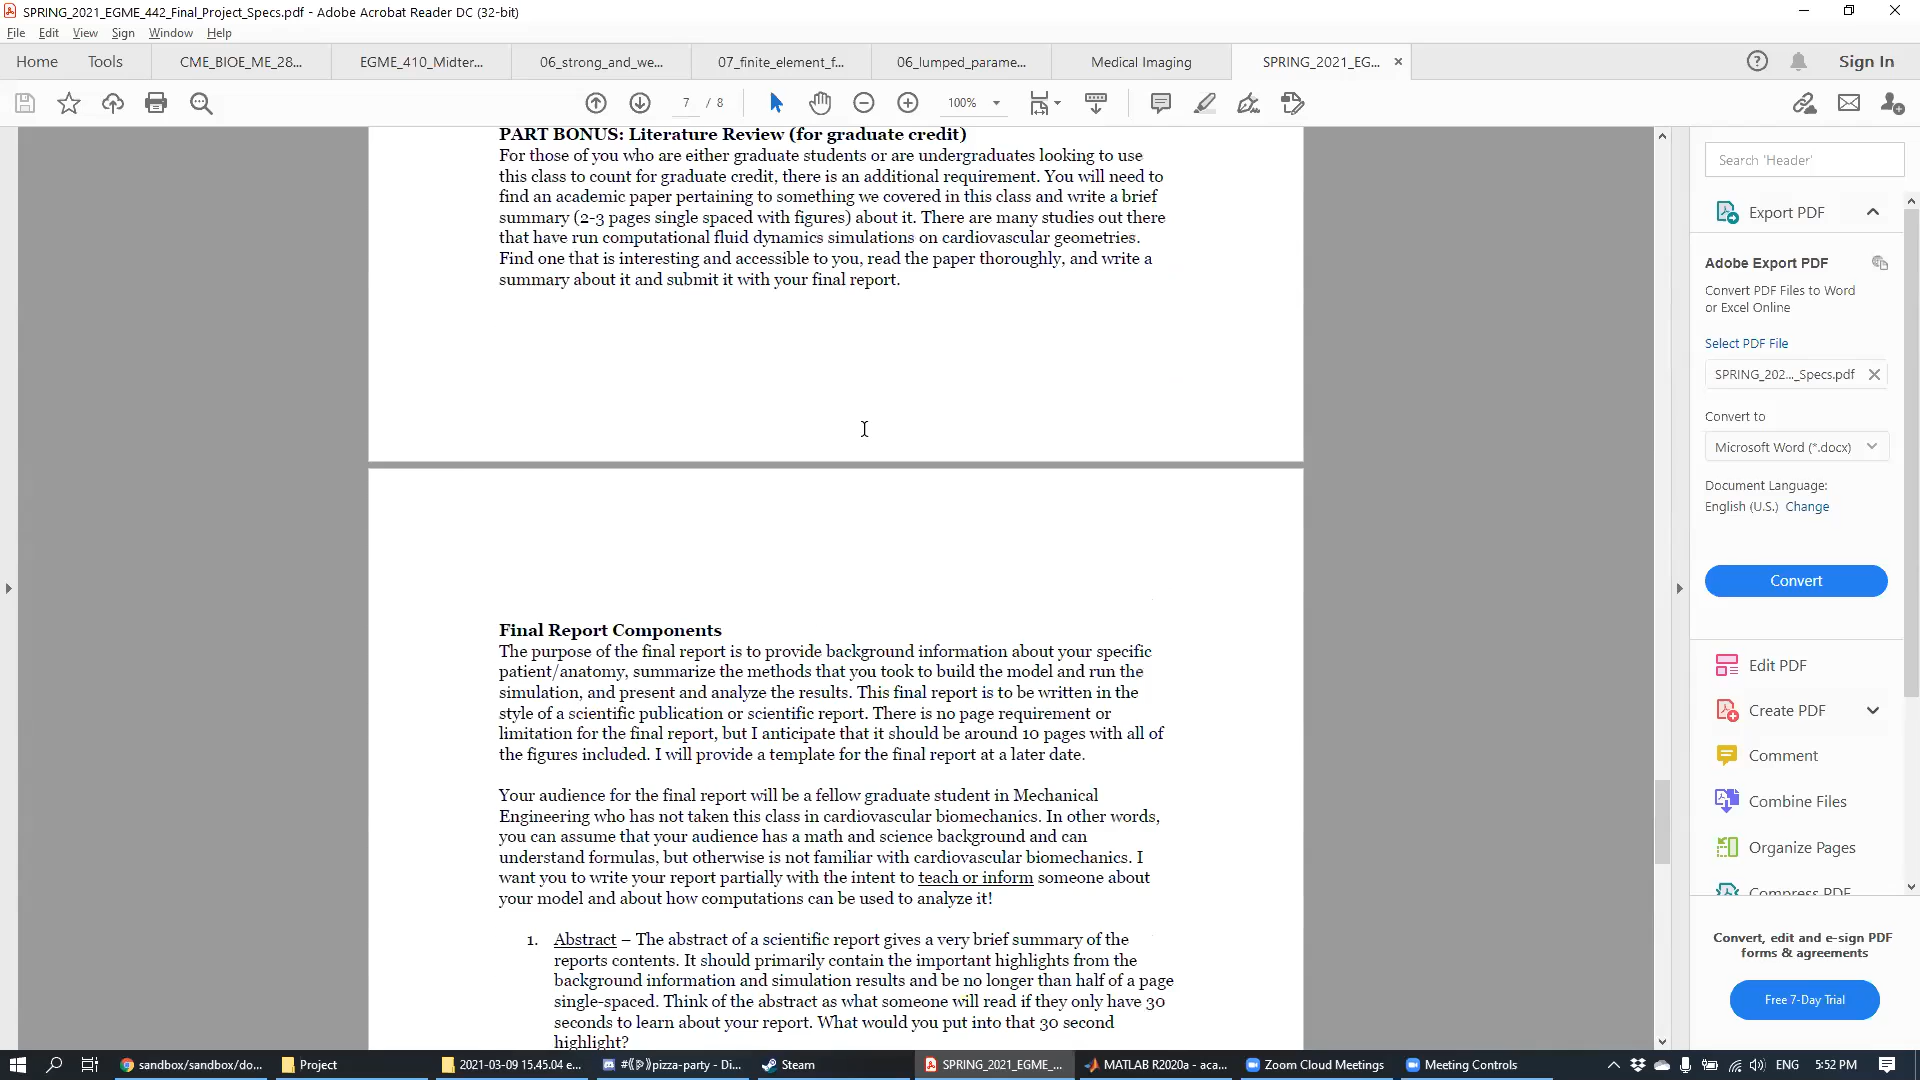 SPRING_2021_EGME_442_Final_Project_Specs.pdf - Adobe Acrobat Reader DC (32-bit)
File Edit View Sign Window Help
Home Tools CME_BIOE_ME_28... EGME_410_Midter... 06_strong_and_we... 07_finite_element_f... 06_lumped_parame... Medical Imaging SPRING_2021_EG... Sign In
7 / 8 100%
PART BONUS: Literature Review (for graduate credit)
For those of you who are either graduate students or are undergraduates looking to use
this class to count for graduate credit, there is an additional requirement. You will need to
find an academic paper pertaining to something we covered in this class and write a brief
summary (2-3 pages single spaced with figures) about it. There are many studies out there
that have run computational fluid dynamics simulations on cardiovascular geometries.
Find one that is interesting and accessible to you, read the paper thoroughly, and write a
summary about it and submit it with your final report.
Final Report Components
The purpose of the final report is to provide background information about your specific
patient/anatomy, summarize the methods that you took to build the model and run the
simulation, and present and analyze the results. This final report is to be written in the
style of a scientific publication or scientific report. There is no page requirement or
limitation for the final report, but I anticipate that it should be around 10 pages with all of
the figures included. I will provide a template for the final report at a later date.
Your audience for the final report will be a fellow graduate student in Mechanical
Engineering who has not taken this class in cardiovascular biomechanics. In other words,
you can assume that your audience has a math and science background and can
understand formulas, but otherwise is not familiar with cardiovascular biomechanics. I
want you to write your report partially with the intent to teach or inform someone about
your model and about how computations can be used to analyze it!
1. Abstract – The abstract of a scientific report gives a very brief summary of the
reports contents. It should primarily contain the important highlights from the
background information and simulation results and be no longer than half of a page
single-spaced. Think of the abstract as what someone will read if they only have 30
seconds to learn about your report. What would you put into that 30 second
highlight?
Search 'Header'
Export PDF
Adobe Export PDF
Convert PDF Files to Word
or Excel Online
Select PDF File
SPRING_202..._Specs.pdf
Convert to
Microsoft Word (*.docx)
Document Language:
English (U.S.) Change
Convert
Edit PDF
Create PDF
Comment
Combine Files
Organize Pages
Compress PDF
Convert, edit and e-sign PDF
forms & agreements
Free 7-Day Trial
sandbox/sandbox/do... Project 2021-03-09 15.45.04 e... #🍕pizza-party - Di... Steam SPRING_2021_EGME_... MATLAB R2020a - aca... Zoom Cloud Meetings Meeting Controls ENG 5:52 PM